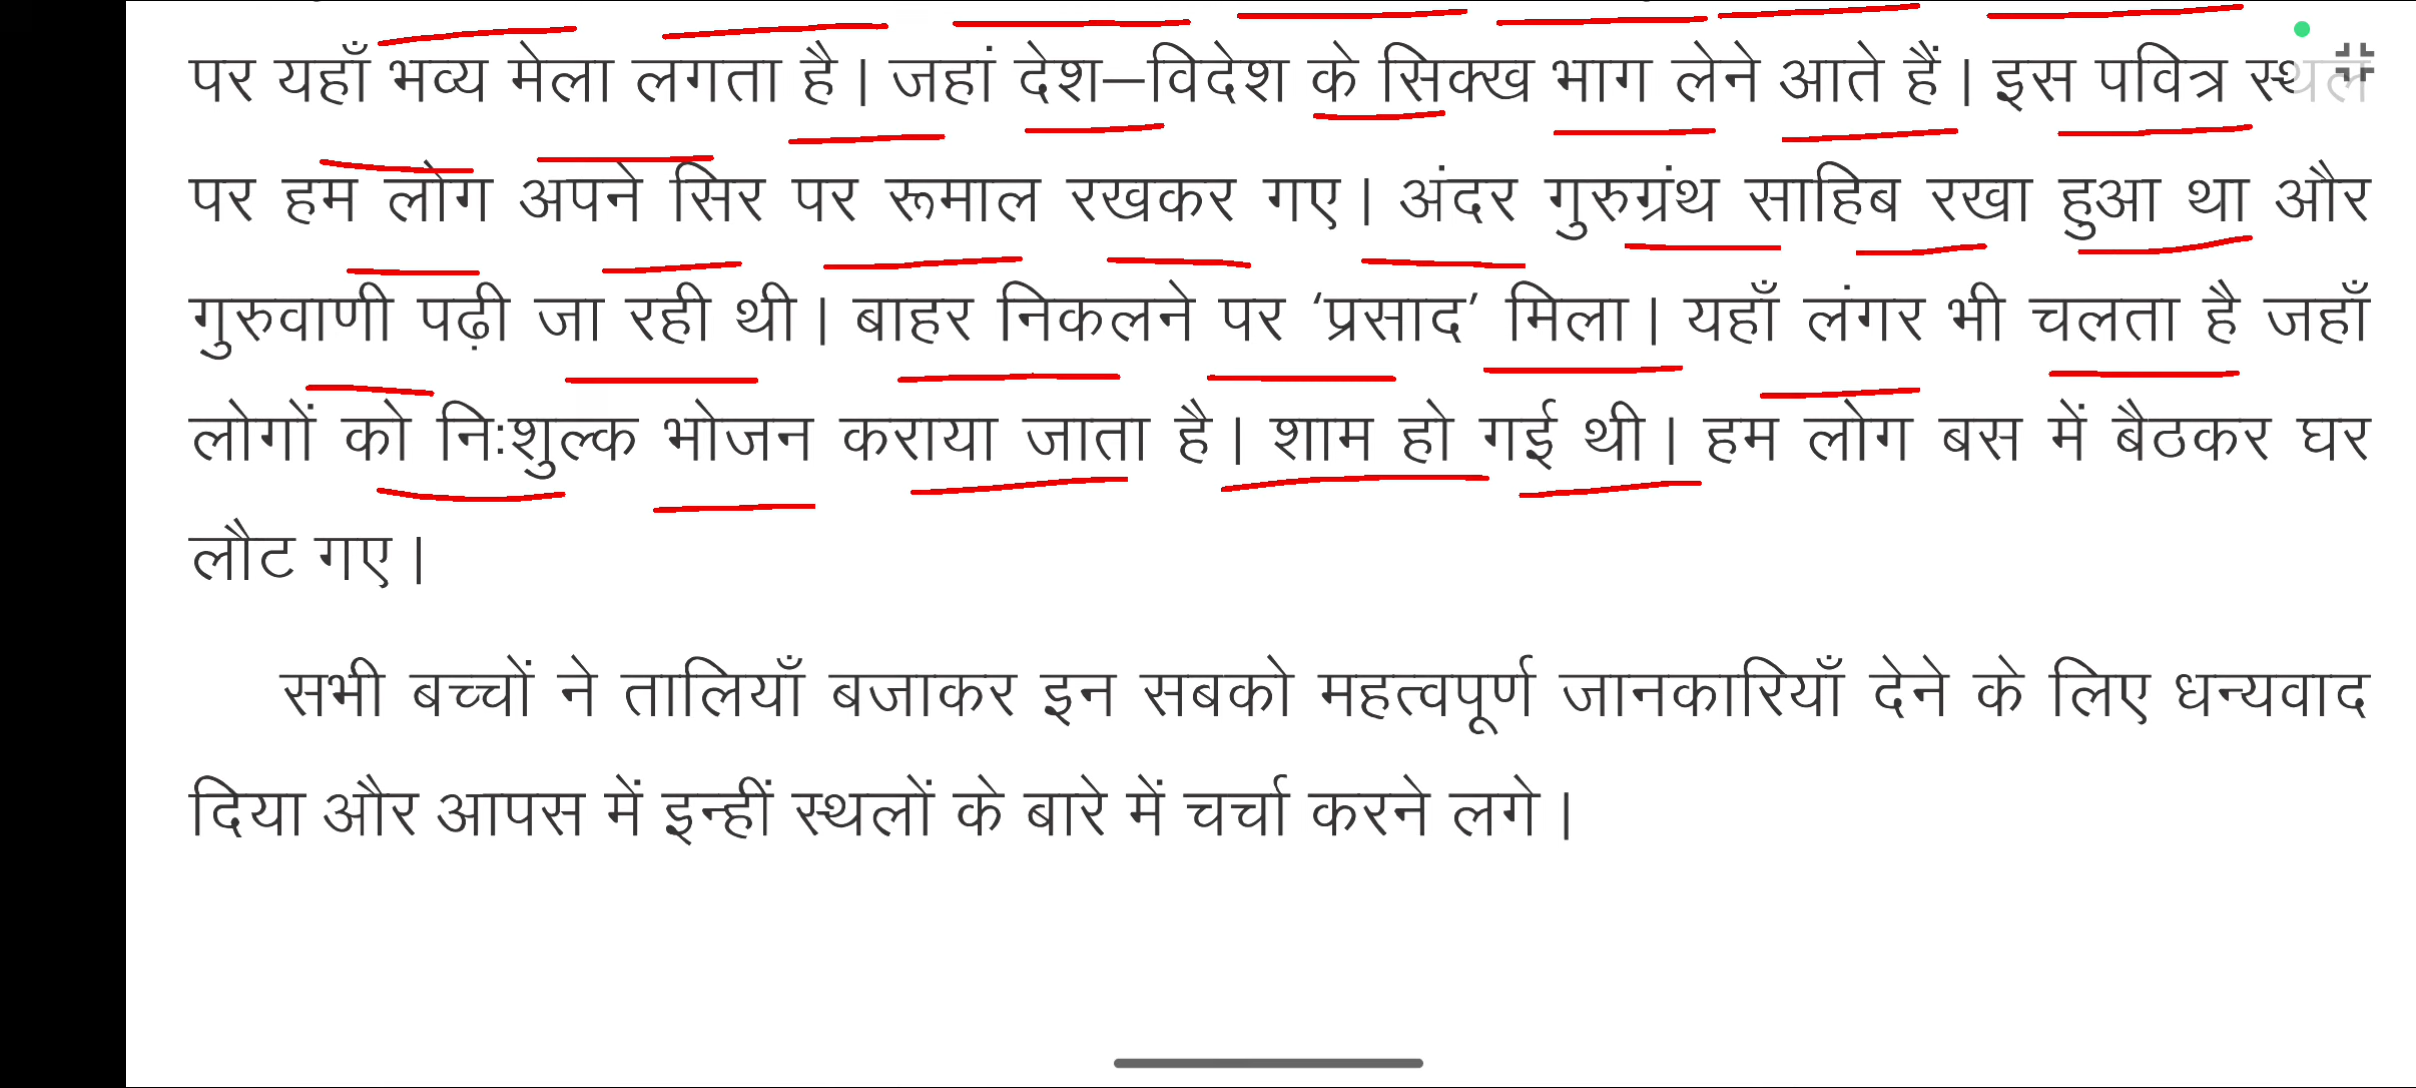 पर यहाँ भव्य मेला लगता है। जहां देश–विदेश के सिक्ख भाग लेने आते हैं। इस पवित्र स्थल
पर हम लोग अपने सिर पर रूमाल रखकर गए। अंदर गुरुग्रंथ साहिब रखा हुआ था और
गुरुवाणी पढ़ी जा रही थी। बाहर निकलने पर ‘प्रसाद’ मिला। यहाँ लंगर भी चलता है जहाँ
लोगों को निःशुल्क भोजन कराया जाता है। शाम हो गई थी। हम लोग बस में बैठकर घर
लौट गए।
सभी बच्चों ने तालियाँ बजाकर इन सबको महत्वपूर्ण जानकारियाँ देने के लिए धन्यवाद
दिया और आपस में इन्हीं स्थलों के बारे में चर्चा करने लगे।